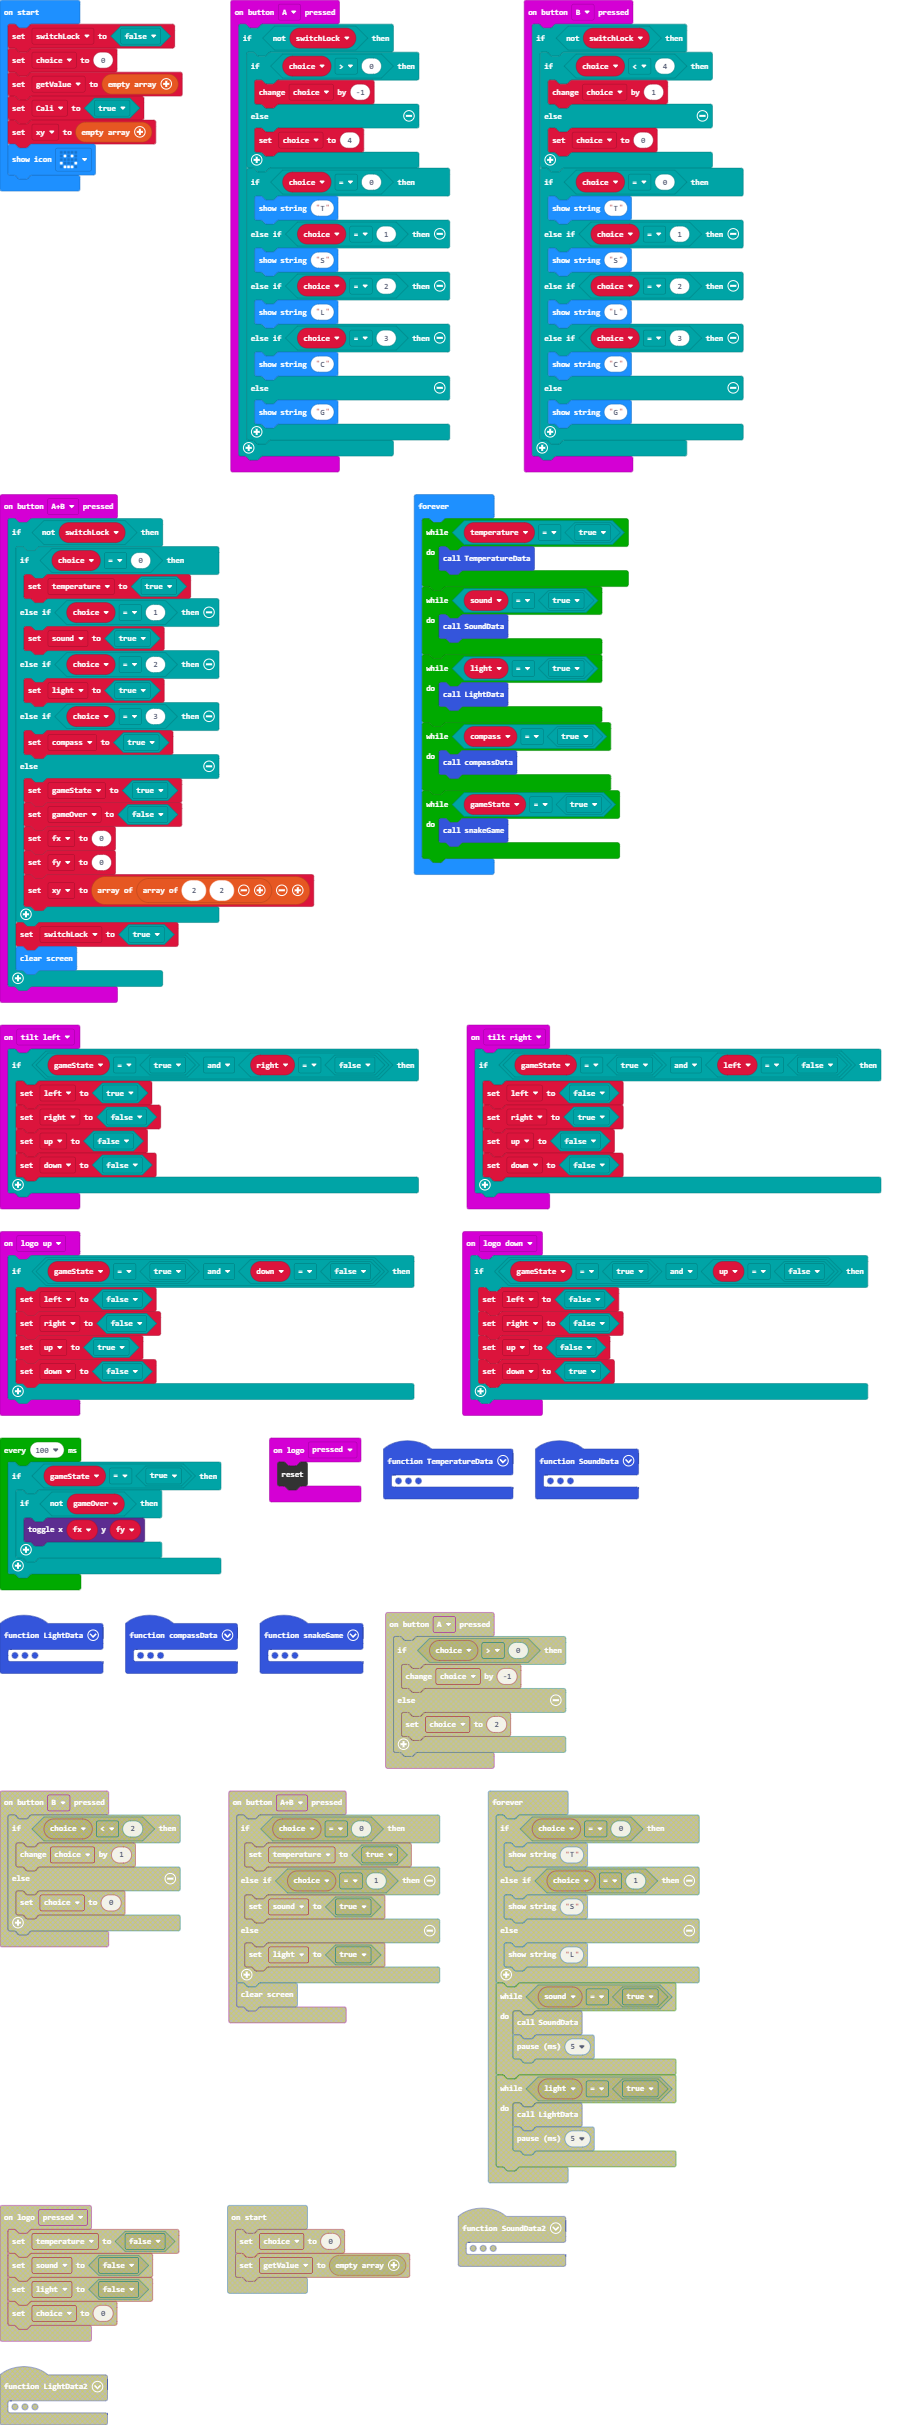 on start
set switchLock to false
set choice to 0
set getValue to empty array
set Cali to true
set xy to empty array
show icon
on button A pressed
if not switchLock then
if choice > 0 then
change choice by -1
else
set choice to 4
if choice = 0 then
show string "T"
else if choice = 1 then
show string "S"
else if choice = 2 then
show string "L"
else if choice = 3 then
show string "C"
else
show string "G"
on button B pressed
if not switchLock then
if choice < 4 then
change choice by 1
else
set choice to 0
if choice = 0 then
show string "T"
else if choice = 1 then
show string "S"
else if choice = 2 then
show string "L"
else if choice = 3 then
show string "C"
else
show string "G"
on button A+B pressed
if not switchLock then
if choice = 0 then
set temperature to true
else if choice = 1 then
set sound to true
else if choice = 2 then
set light to true
else if choice = 3 then
set compass to true
else
set gameState to true
set gameOver to false
set fx to 0
set fy to 0
set xy to array of array of 2 2
set switchLock to true
clear screen
forever
while temperature = true
do call TemperatureData
while sound = true
do call SoundData
while light = true
do call LightData
while compass = true
do call compassData
while gameState = true
do call snakeGame
on tilt left
if gameState = true and right = false then
set left to true
set right to false
set up to false
set down to false
on tilt right
if gameState = true and left = false then
set left to false
set right to true
set up to false
set down to false
on logo up
if gameState = true and down = false then
set left to false
set right to false
set up to true
set down to false
on logo down
if gameState = true and up = false then
set left to false
set right to false
set up to false
set down to true
every 100 ms
if gameState = true then
if not gameOver then
toggle x fx y fy
on logo pressed
reset
function TemperatureData
function SoundData
function LightData
function compassData
function snakeGame
on button A pressed
if choice > 0 then
change choice by -1
else
set choice to 2
on button B pressed
if choice < 2 then
change choice by 1
else
set choice to 0
on button A+B pressed
if choice = 0 then
set temperature to true
else if choice = 1 then
set sound to true
else
set light to true
clear screen
forever
if choice = 0 then
show string "T"
else if choice = 1 then
show string "S"
else
show string "L"
while sound = true
do call SoundData
pause (ms) 5
while light = true
do call LightData
pause (ms) 5
on logo pressed
set temperature to false
set sound to false
set light to false
set choice to 0
on start
set choice to 0
set getValue to empty array
function SoundData2
function LightData2